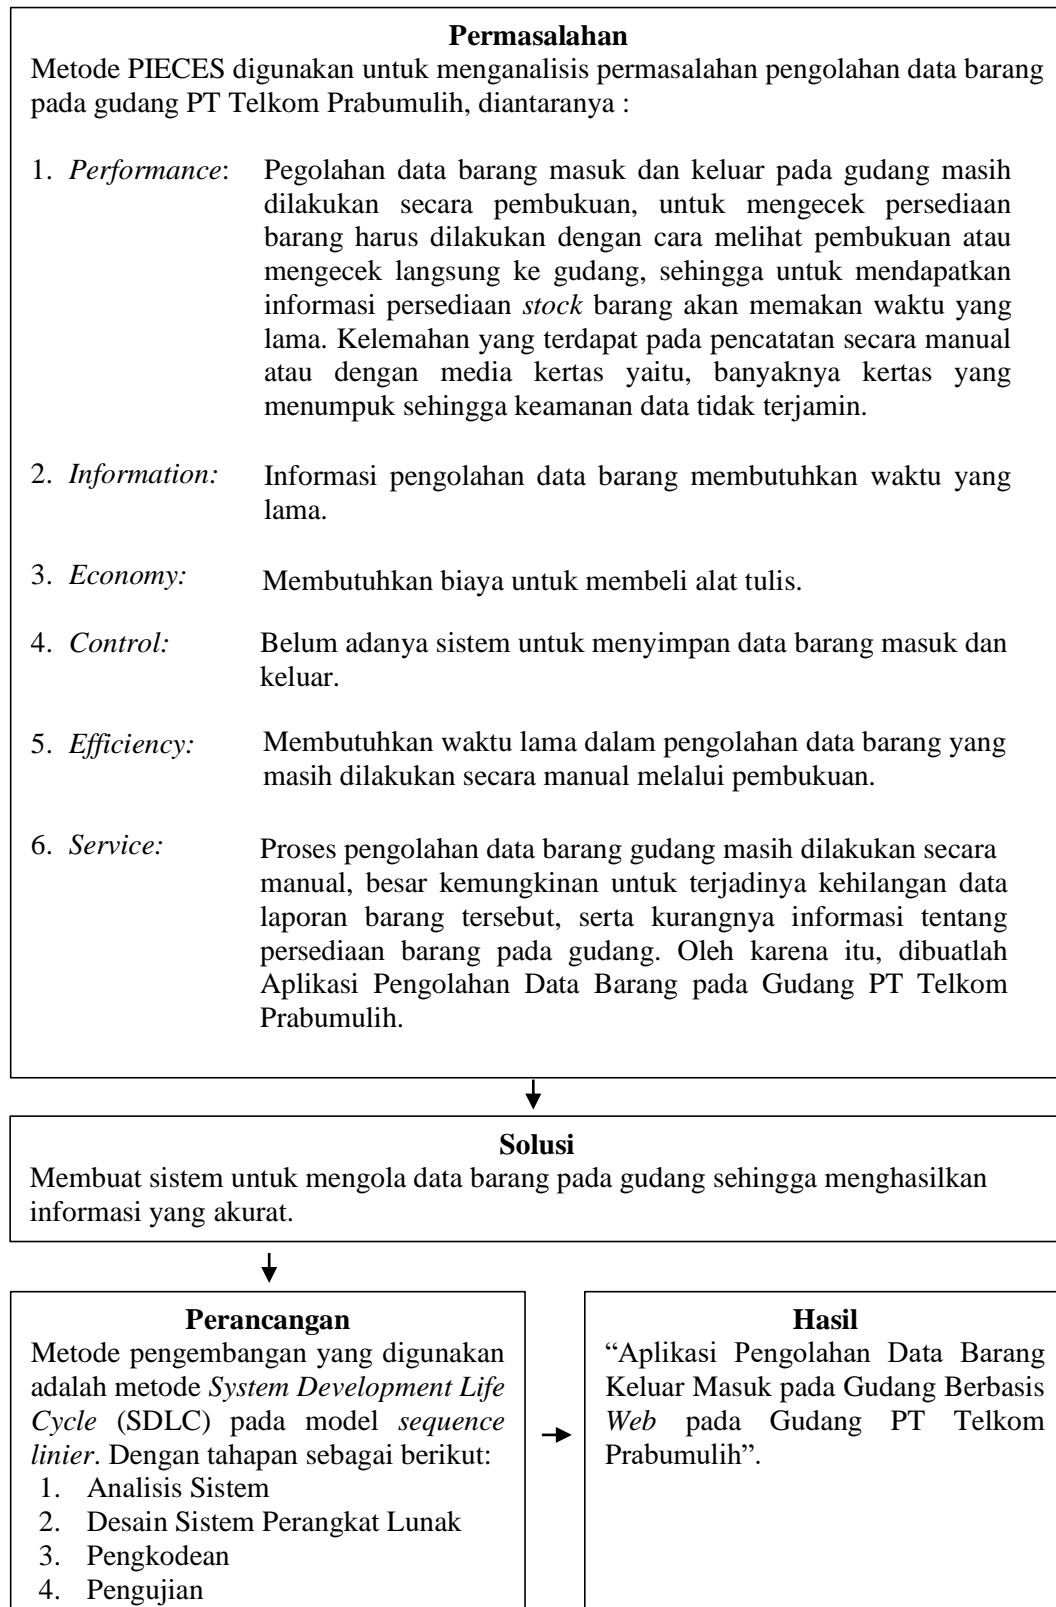 Permasalahan
Metode PIECES digunakan untuk menganalisis permasalahan pengolahan data barang
pada gudang PT Telkom Prabumulih, diantaranya :
1. Performance: Pegolahan data barang masuk dan keluar pada gudang masih
dilakukan secara pembukuan, untuk mengecek persediaan
barang harus dilakukan dengan cara melihat pembukuan atau
mengecek langsung ke gudang, sehingga untuk mendapatkan
informasi persediaan stock barang akan memakan waktu yang
lama. Kelemahan yang terdapat pada pencatatan secara manual
atau dengan media kertas yaitu, banyaknya kertas yang
menumpuk sehingga keamanan data tidak terjamin.
2. Information: Informasi pengolahan data barang membutuhkan waktu yang
lama.
3. Economy: Membutuhkan biaya untuk membeli alat tulis.
4. Control: Belum adanya sistem untuk menyimpan data barang masuk dan
keluar.
5. Efficiency: Membutuhkan waktu lama dalam pengolahan data barang yang
masih dilakukan secara manual melalui pembukuan.
6. Service: Proses pengolahan data barang gudang masih dilakukan secara
manual, besar kemungkinan untuk terjadinya kehilangan data
laporan barang tersebut, serta kurangnya informasi tentang
persediaan barang pada gudang. Oleh karena itu, dibuatlah
Aplikasi Pengolahan Data Barang pada Gudang PT Telkom
Prabumulih.
Solusi
Membuat sistem untuk mengola data barang pada gudang sehingga menghasilkan
informasi yang akurat.
Perancangan
Metode pengembangan yang digunakan
adalah metode System Development Life
Cycle (SDLC) pada model sequence
linier. Dengan tahapan sebagai berikut:
1. Analisis Sistem
2. Desain Sistem Perangkat Lunak
3. Pengkodean
4. Pengujian
Hasil
“Aplikasi Pengolahan Data Barang
Keluar Masuk pada Gudang Berbasis
Web pada Gudang PT Telkom
Prabumulih”.